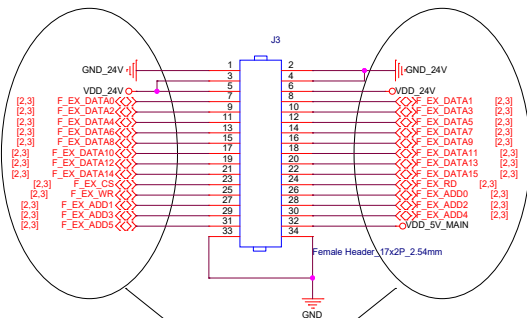 J3
GND_24V 1 2 GND_24V
3 4
VDD_24V 5 6 VDD_24V
[2,3] F_EX_DATA0 7 8 F_EX_DATA1 [2,3]
[2,3] F_EX_DATA2 9 10 F_EX_DATA3 [2,3]
[2,3] F_EX_DATA4 11 12 F_EX_DATA5 [2,3]
[2,3] F_EX_DATA6 13 14 F_EX_DATA7 [2,3]
[2,3] F_EX_DATA8 15 16 F_EX_DATA9 [2,3]
[2,3] F_EX_DATA10 17 18 F_EX_DATA11 [2,3]
[2,3] F_EX_DATA12 19 20 F_EX_DATA13 [2,3]
[2,3] F_EX_DATA14 21 22 F_EX_DATA15 [2,3]
[2,3] F_EX_CS 23 24 F_EX_RD [2,3]
[2,3] F_EX_WR 25 26 F_EX_ADD0 [2,3]
[2,3] F_EX_ADD1 27 28 F_EX_ADD2 [2,3]
[2,3] F_EX_ADD3 29 30 F_EX_ADD4 [2,3]
[2,3] F_EX_ADD5 31 32 VDD_5V_MAIN
33 34
Female Header_17x2P_2.54mm
GND